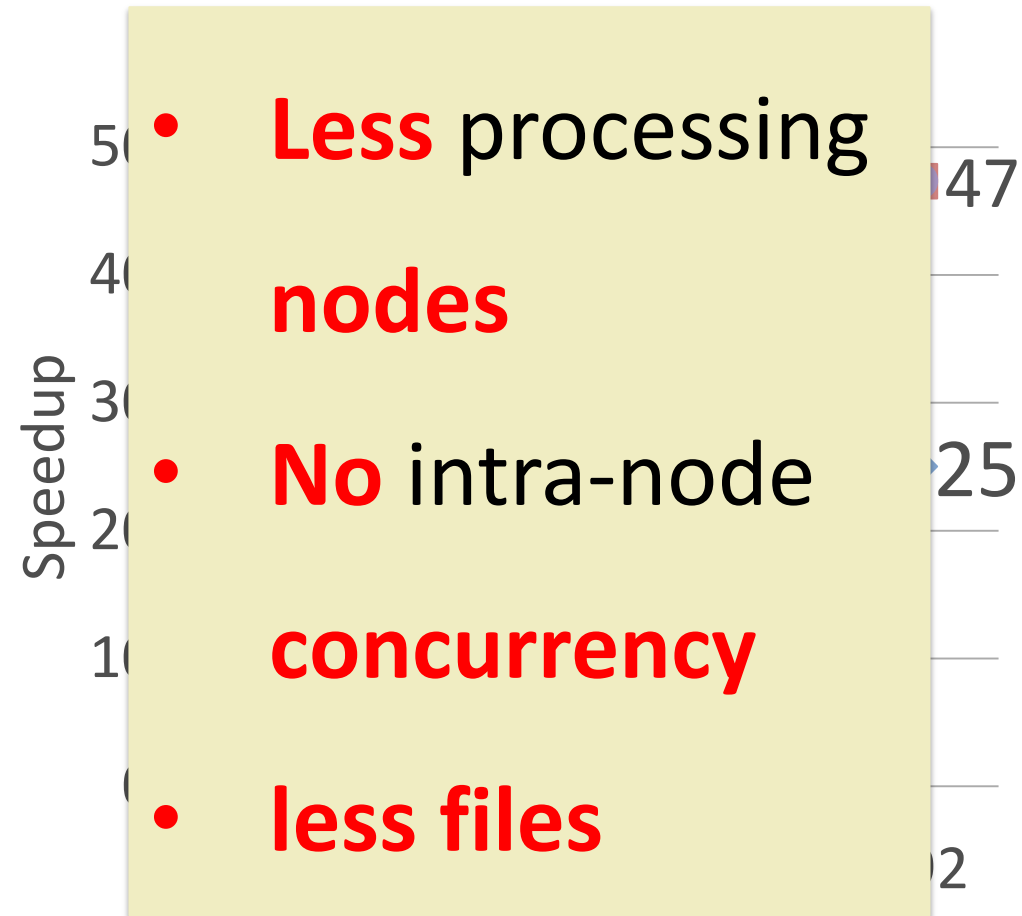 • Less processing
nodes
• No intra-node
concurrency
• less files
Speedup
47
25